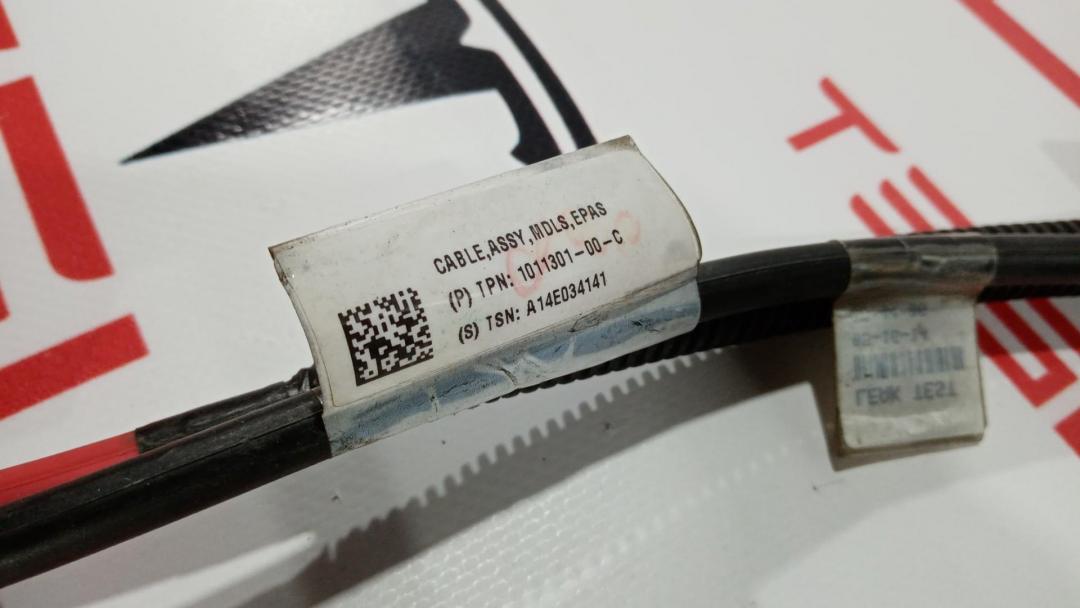 CABLE,ASSY,MDLS,EPAS
(P) TPN: 1011301-00-C
(S) TSN: A14E034141
LEAK TEST